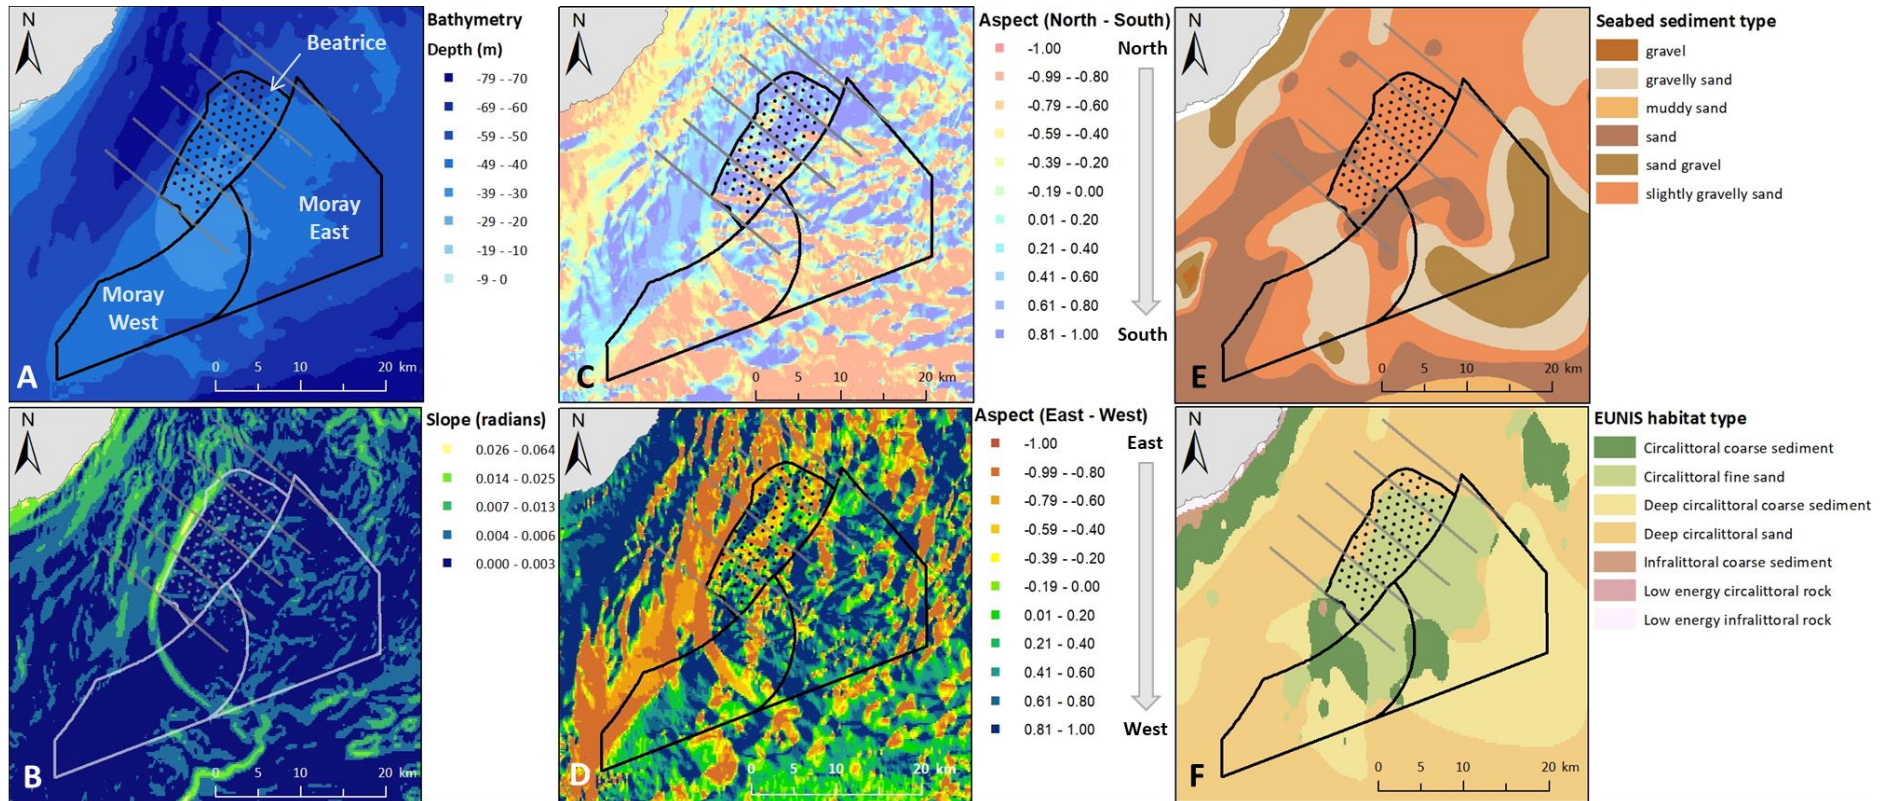 N
Beatrice
Moray
East
Moray
West
A
0 5 10 20 km
Bathymetry
Depth (m)
-79 - -70
-69 - -60
-59 - -50
-49 - -40
-39 - -30
-29 - -20
-19 - -10
-9 - 0
N
C
0 5 10 20 km
Aspect (North - South)
North
-1.00
-0.99 - -0.80
-0.79 - -0.60
-0.59 - -0.40
-0.39 - -0.20
-0.19 - 0.00
0.01 - 0.20
0.21 - 0.40
0.41 - 0.60
0.61 - 0.80
0.81 - 1.00
South
N
E
0 5 10 20 km
Seabed sediment type
gravel
gravelly sand
muddy sand
sand
sand gravel
slightly gravelly sand
N
B
0 5 10 20 km
Slope (radians)
0.026 - 0.064
0.014 - 0.025
0.007 - 0.013
0.004 - 0.006
0.000 - 0.003
N
D
0 5 10 20 km
Aspect (East - West)
East
-1.00
-0.99 - -0.80
-0.79 - -0.60
-0.59 - -0.40
-0.39 - -0.20
-0.19 - 0.00
0.01 - 0.20
0.21 - 0.40
0.41 - 0.60
0.61 - 0.80
0.81 - 1.00
West
N
F
0 5 10 20 km
EUNIS habitat type
Circalittoral coarse sediment
Circalittoral fine sand
Deep circalittoral coarse sediment
Deep circalittoral sand
Infralittoral coarse sediment
Low energy circalittoral rock
Low energy infralittoral rock